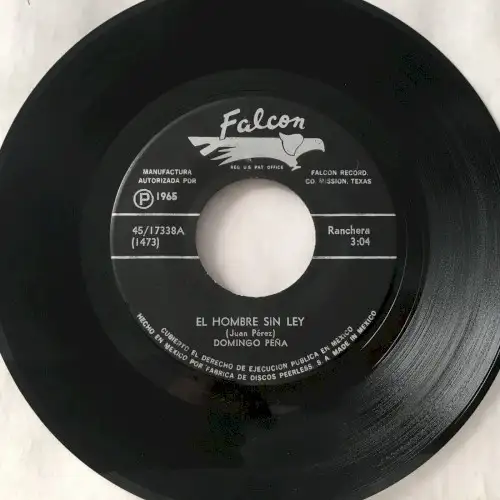 Falcon
REG. U.S. PAT. OFFICE
MANUFACTURA
AUTORIZADA POR
FALCON RECORD.
CO. MISSION, TEXAS
Ⓟ 1965
45/17338A
(1473)
Ranchera
3:04
EL HOMBRE SIN LEY
(Juan Pérez)
DOMINGO PEÑA
CUBIERTO EL DERECHO DE EJECUCION PUBLICA EN MEXICO
HECHO EN MEXICO POR FABRICA DE DISCOS PEERLESS, S. A. MADE IN MEXICO